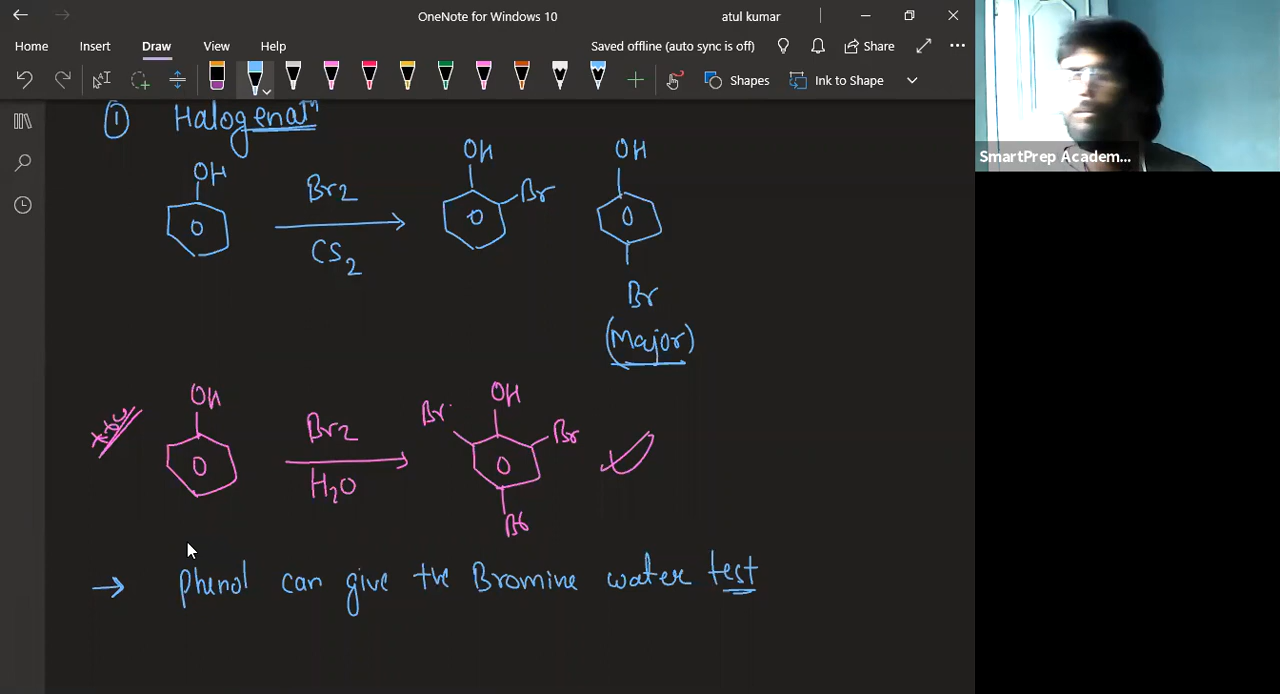 OneNote for Windows 10
atul kumar
Home Insert Draw View Help
Saved offline (auto sync is off)
Share
Shapes
Ink to Shape
SmartPrep Academ...
① Halogenatⁿ
OH Br2 CS2 OH Br OH
Br
(Major)
OH Br2 H2O Br OH Br
Br
→ phenol can give the Bromine water test